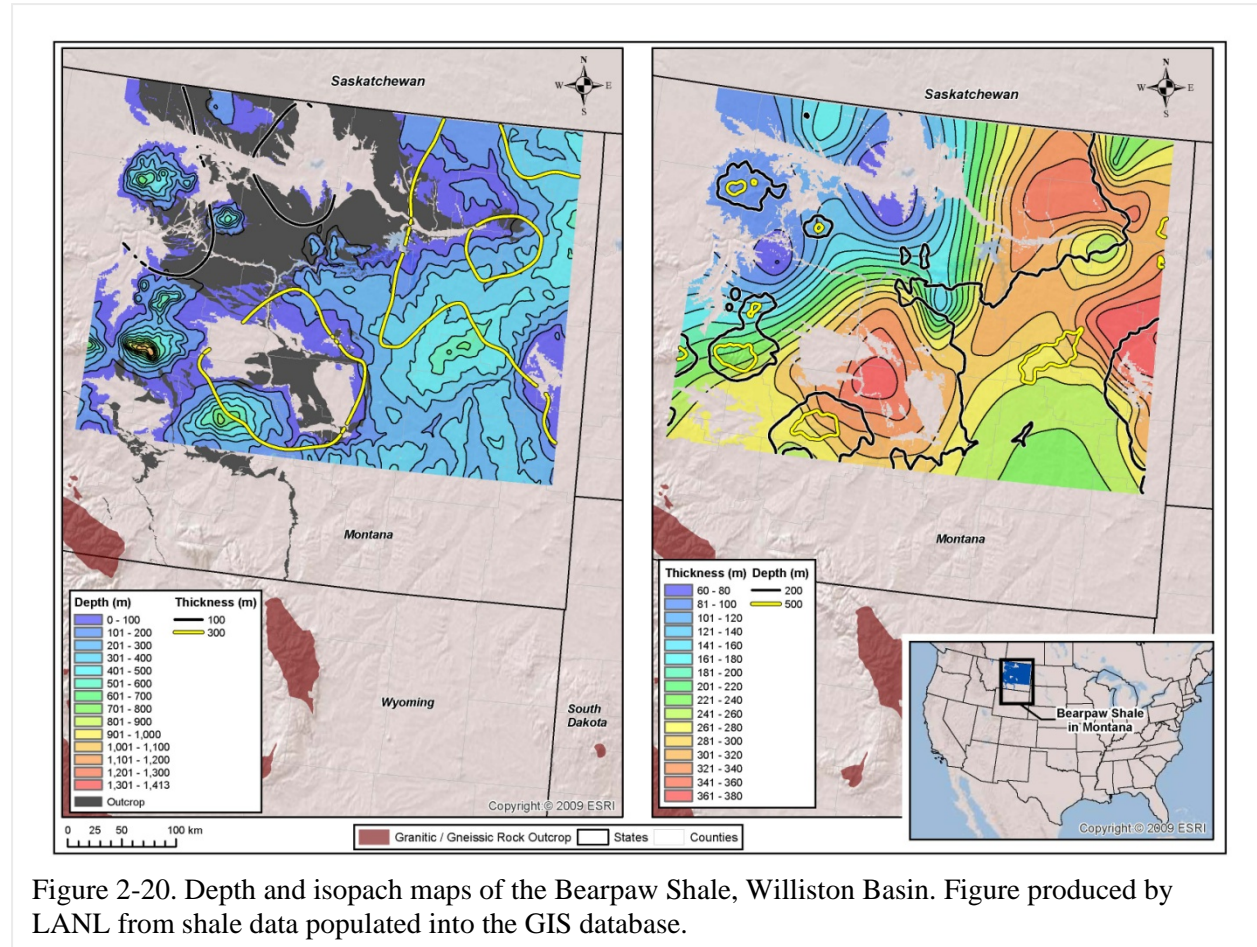 Saskatchewan
N
W E
S
Montana
Wyoming
South
Dakota
Depth (m) Thickness (m)
0 - 100 100
101 - 200 300
201 - 300
301 - 400
401 - 500
501 - 600
601 - 700
701 - 800
801 - 900
901 - 1,000
1,001 - 1,100
1,101 - 1,200
1,201 - 1,300
1,301 - 1,413
Outcrop
Copyright © 2009 ESRI
0 25 50 100 km
Saskatchewan
N
W E
S
Montana
Thickness (m) Depth (m)
60 - 80 200
81 - 100 500
101 - 120
121 - 140
141 - 160
161 - 180
181 - 200
201 - 220
221 - 240
241 - 260
261 - 280
281 - 300
301 - 320
321 - 340
341 - 360
361 - 380
Bearpaw Shale
in Montana
Copyright © 2009 ESRI
Granitic / Gneissic Rock Outcrop States Counties
Figure 2-20. Depth and isopach maps of the Bearpaw Shale, Williston Basin. Figure produced by
LANL from shale data populated into the GIS database.